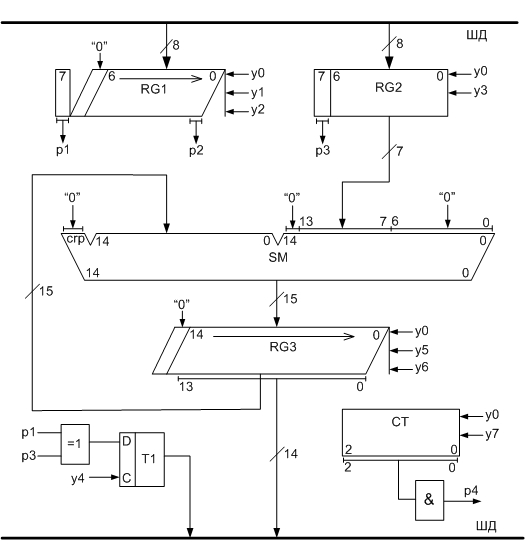 ШД
8
8
"0"
7
6
0
RG1
y0
y1
y2
7
6
0
RG2
y0
y3
p1
p2
p3
7
"0"
"0"
13
7
6
"0"
0
crp
14
0
14
0
SM
14
0
15
15
"0"
14
0
RG3
y0
y5
y6
13
0
p1
p3
=1
D
T1
C
y4
14
CT
y0
y7
2
0
2
0
&
p4
ШД